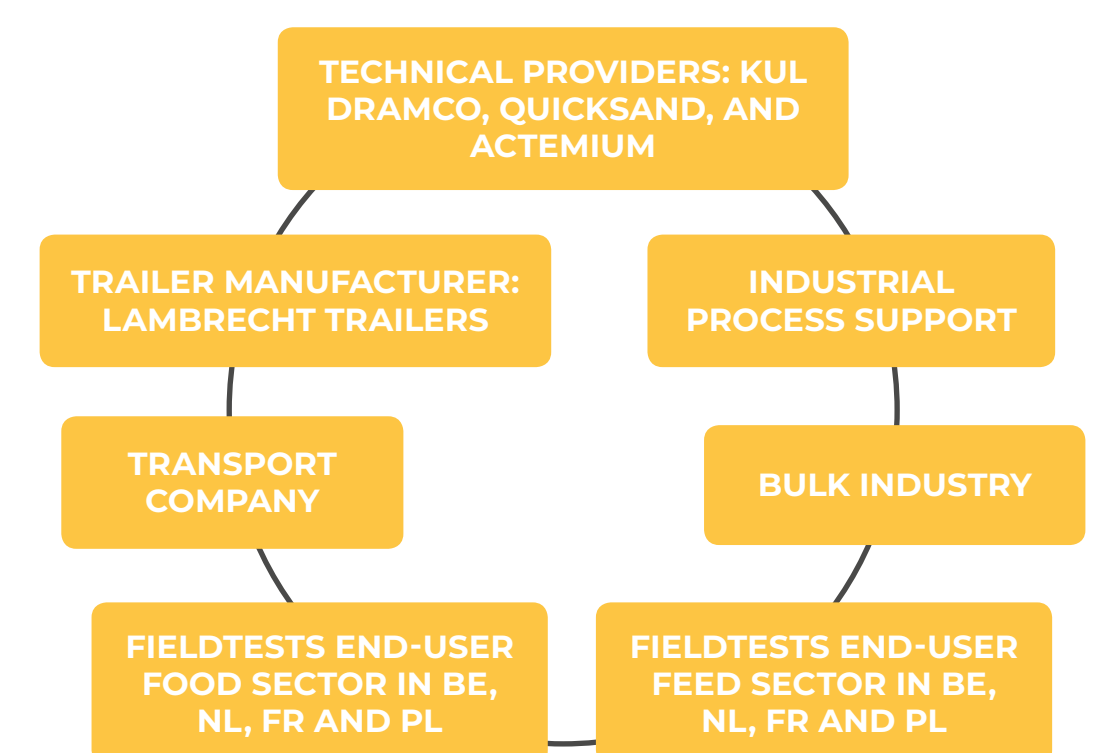 TECHNICAL PROVIDERS: KUL
DRAMCO, QUICKSAND, AND
ACTEMIUM
TRAILER MANUFACTURER:
LAMBRECHT TRAILERS
INDUSTRIAL
PROCESS SUPPORT
TRANSPORT
COMPANY
BULK INDUSTRY
FIELDTESTS END-USER
FOOD SECTOR IN BE,
NL, FR AND PL
FIELDTESTS END-USER
FEED SECTOR IN BE,
NL, FR AND PL